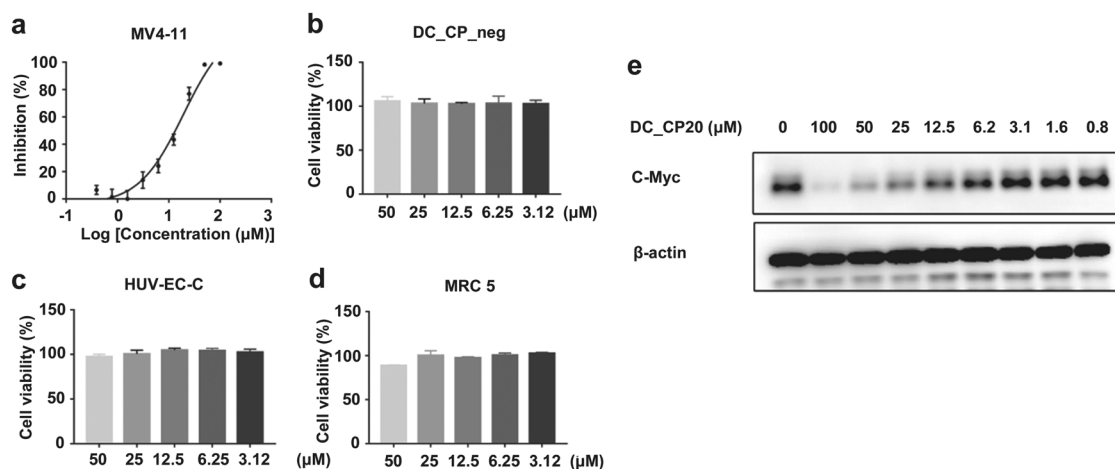 a
MV4-11
Inhibition (%)
100
80
60
40
20
0
-1 0 1 2 3
Log [Concentration (µM)]
b
DC_CP_neg
Cell viability (%)
150
100
50
0
50 25 12.5 6.25 3.12 (µM)
c
HUV-EC-C
Cell viability (%)
150
100
50
0
50 25 12.5 6.25 3.12 (µM)
d
MRC 5
Cell viability (%)
150
100
50
0
50 25 12.5 6.25 3.12 (µM)
e
DC_CP20 (µM) 0 100 50 25 12.5 6.2 3.1 1.6 0.8
C-Myc
β-actin